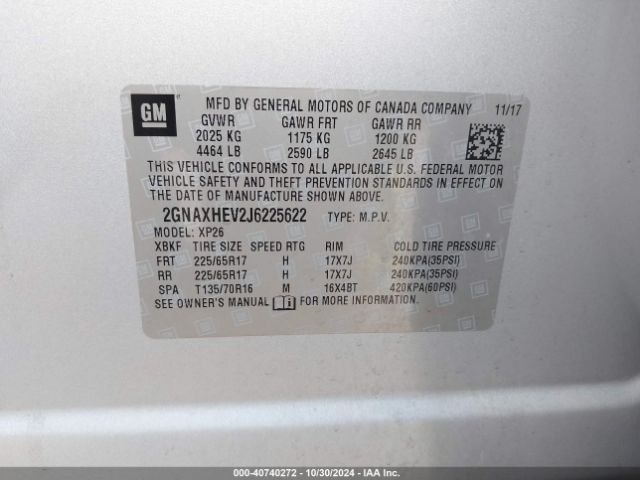 GM
MFD BY GENERAL MOTORS OF CANADA COMPANY 11/17
GVWR GAWR FRT GAWR RR
2025 KG 1175 KG 1200 KG
4464 LB 2590 LB 2645 LB
THIS VEHICLE CONFORMS TO ALL APPLICABLE U.S. FEDERAL MOTOR
VEHICLE SAFETY AND THEFT PREVENTION STANDARDS IN EFFECT ON
THE DATE OF MANUFACTURE SHOWN ABOVE.
2GNAXHEV2J6225622 TYPE: M.P.V.
MODEL: XP26
XBKF TIRE SIZE SPEED RTG RIM COLD TIRE PRESSURE
FRT 225/65R17 H 17X7J 240KPA(35PSI)
RR 225/65R17 H 17X7J 240KPA(35PSI)
SPA T135/70R16 M 16X4BT 420KPA(60PSI)
SEE OWNER'S MANUAL FOR MORE INFORMATION.
000-40740272 - 10/30/2024 - IAA Inc.